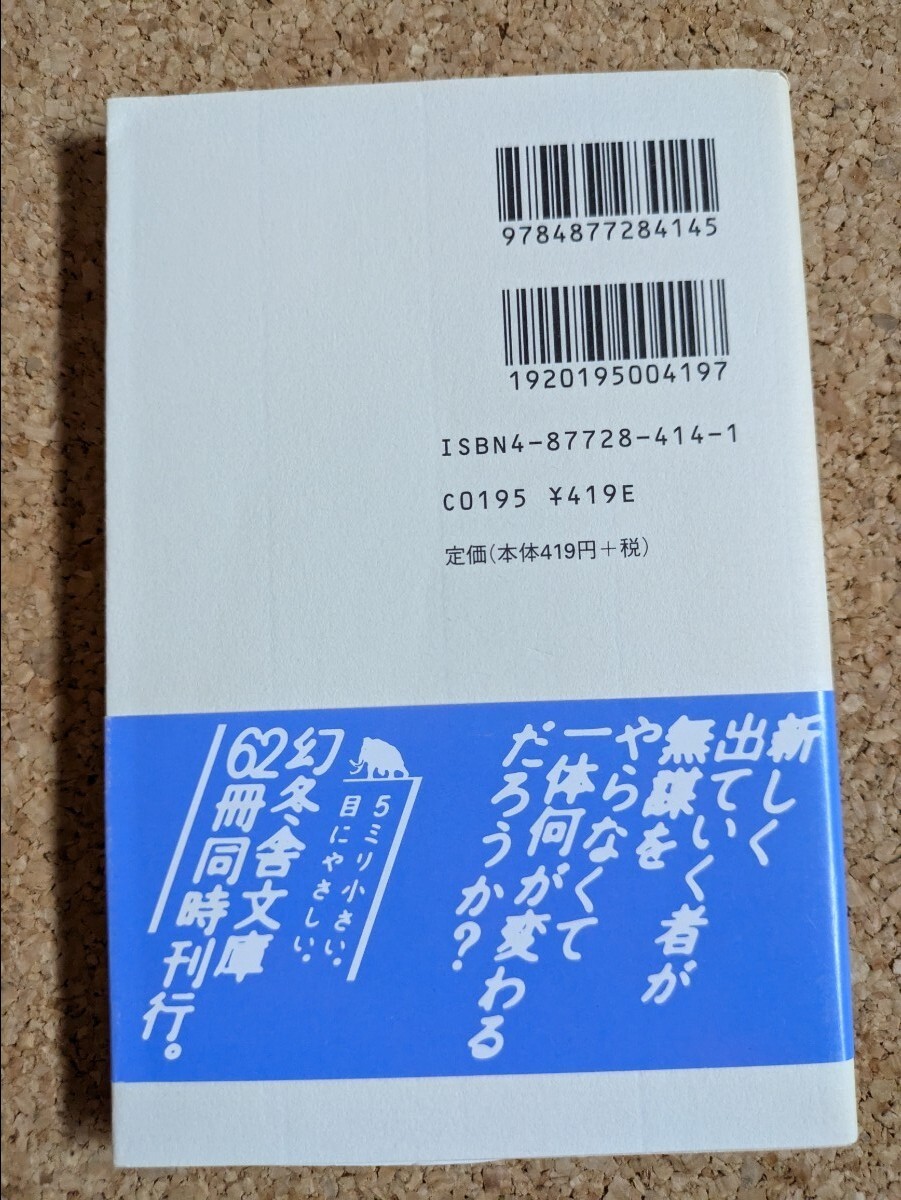 9784877284145
1920195004197
ISBN4-87728-414-1
C0195 ¥419E
定価(本体419円+税)
新しく
出ていく者が
無謀を
やらなくて
一体何が変わる
だろうか?
5ミリ小さい。
目にやさしい。
幻冬舎文庫
62冊同時刊行。